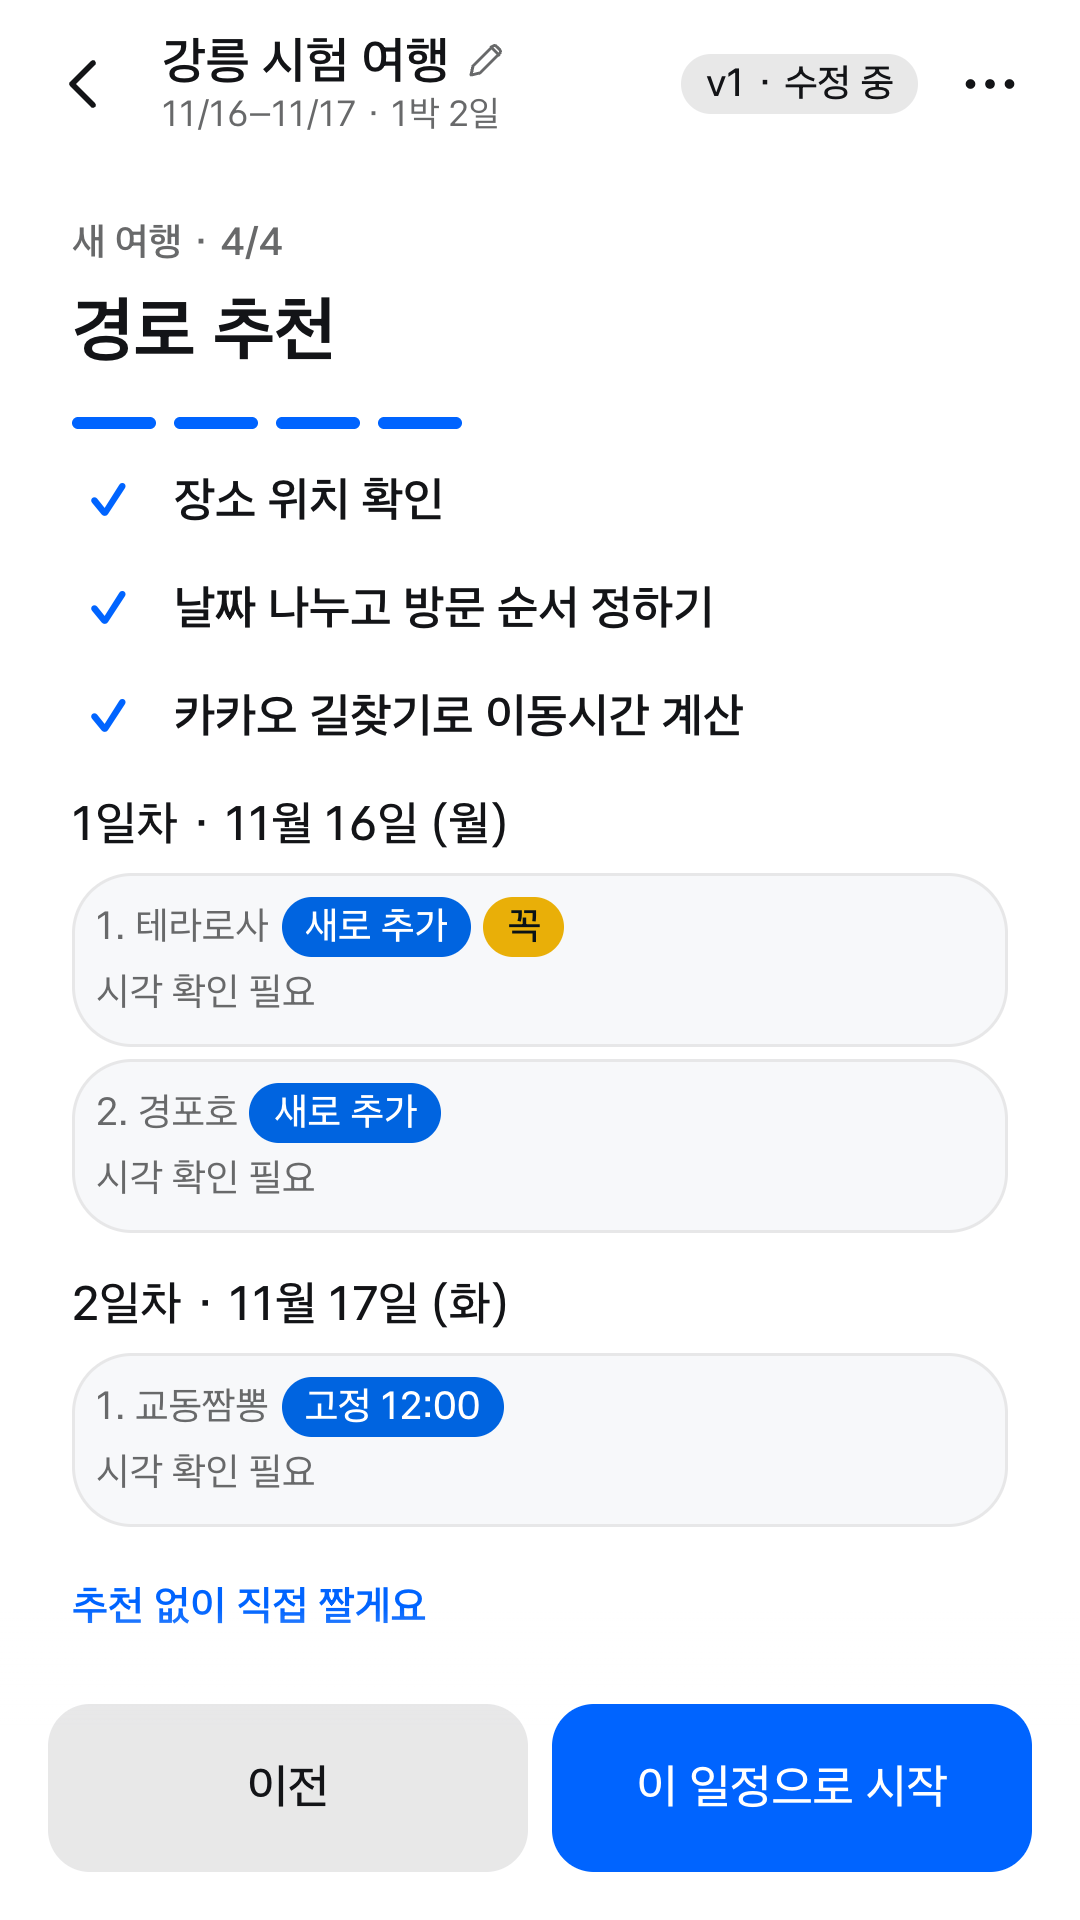 강릉 시험 여행
11/16–11/17 · 1박 2일
v1 · 수정 중
새 여행 · 4/4
경로 추천
장소 위치 확인
날짜 나누고 방문 순서 정하기
카카오 길찾기로 이동시간 계산
1일차 · 11월 16일 (월)
1. 테라로사 새로 추가 꼭
시각 확인 필요
2. 경포호 새로 추가
시각 확인 필요
2일차 · 11월 17일 (화)
1. 교동짬뽕 고정 12:00
시각 확인 필요
추천 없이 직접 짤게요
이전
이 일정으로 시작